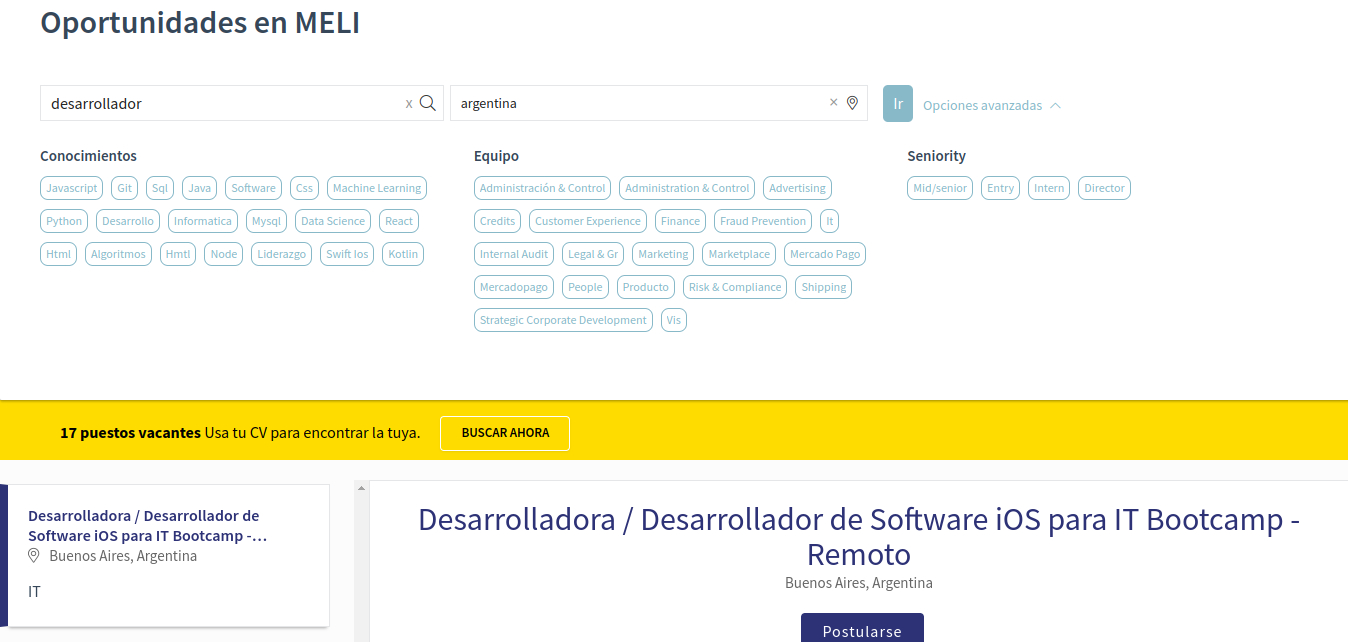 Oportunidades en MELI
desarrollador x
argentina ×
Ir
Opciones avanzadas
Conocimientos
Javascript Git Sql Java Software Css Machine Learning
Python Desarrollo Informatica Mysql Data Science React
Html Algoritmos Hmtl Node Liderazgo Swift Ios Kotlin
Equipo
Administración & Control Administration & Control Advertising
Credits Customer Experience Finance Fraud Prevention It
Internal Audit Legal & Gr Marketing Marketplace Mercado Pago
Mercadopago People Producto Risk & Compliance Shipping
Strategic Corporate Development Vis
Seniority
Mid/senior Entry Intern Director
17 puestos vacantes Usa tu CV para encontrar la tuya. BUSCAR AHORA
Desarrolladora / Desarrollador de
Software iOS para IT Bootcamp -...
Buenos Aires, Argentina
IT
Desarrolladora / Desarrollador de Software iOS para IT Bootcamp -
Remoto
Buenos Aires, Argentina
Postularse